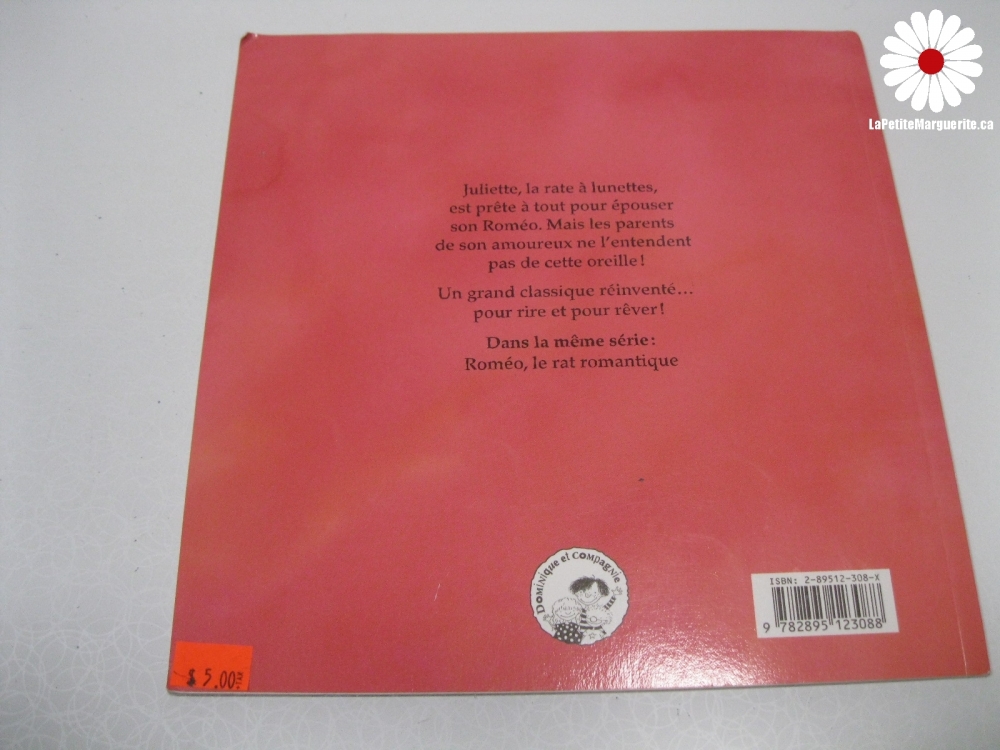 LaPetiteMarguerite.ca
Juliette, la rate à lunettes,
est prête à tout pour épouser
son Roméo. Mais les parents
de son amoureux ne l'entendent
pas de cette oreille !
Un grand classique réinventé…
pour rire et pour rêver !
Dans la même série :
Roméo, le rat romantique
Dominique et compagnie
ISBN: 2-89512-308-X
9 782895 123088
$ 5.00